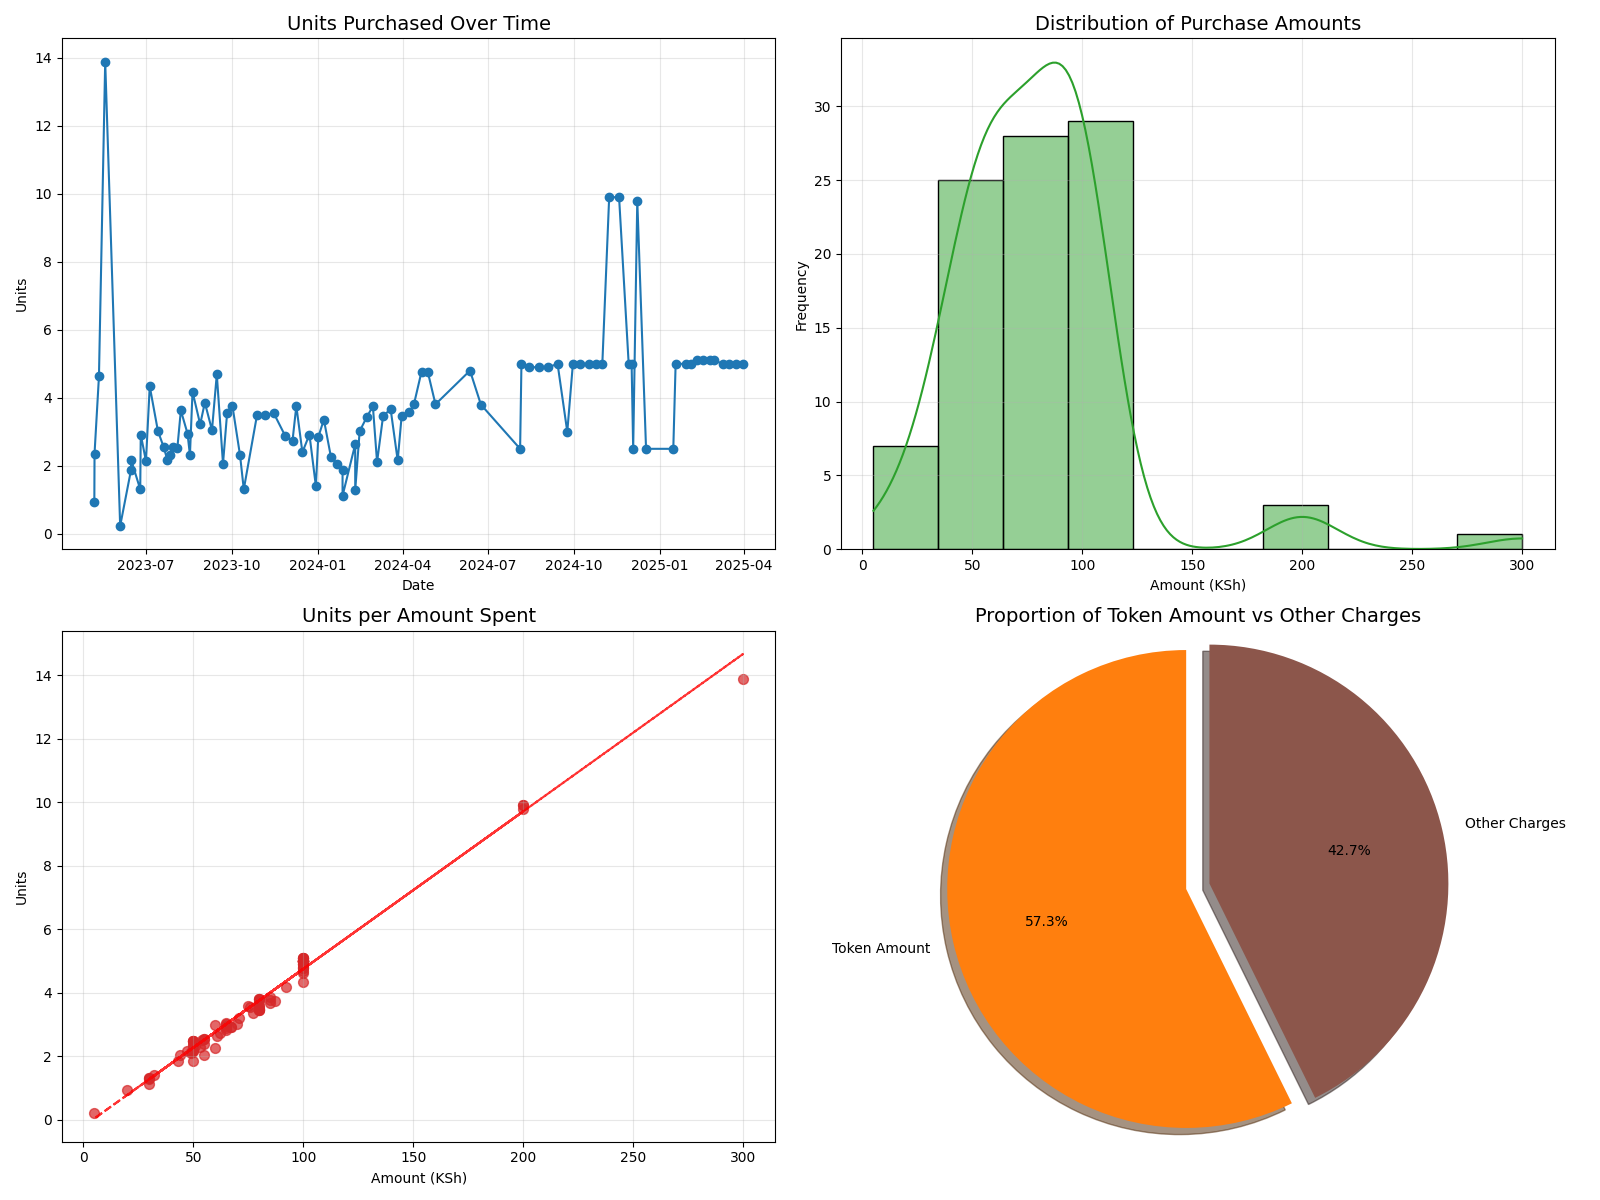 Units Purchased Over Time
14
12
10
8
6
4
2
0
Units
2023-07 2023-10 2024-01 2024-04 2024-07 2024-10 2025-01 2025-04
Date
Distribution of Purchase Amounts
30
25
20
15
10
5
0
Frequency
0 50 100 150 200 250 300
Amount (KSh)
Units per Amount Spent
14
12
10
8
6
4
2
0
Units
0 50 100 150 200 250 300
Amount (KSh)
Proportion of Token Amount vs Other Charges
Other Charges
42.7%
57.3%
Token Amount